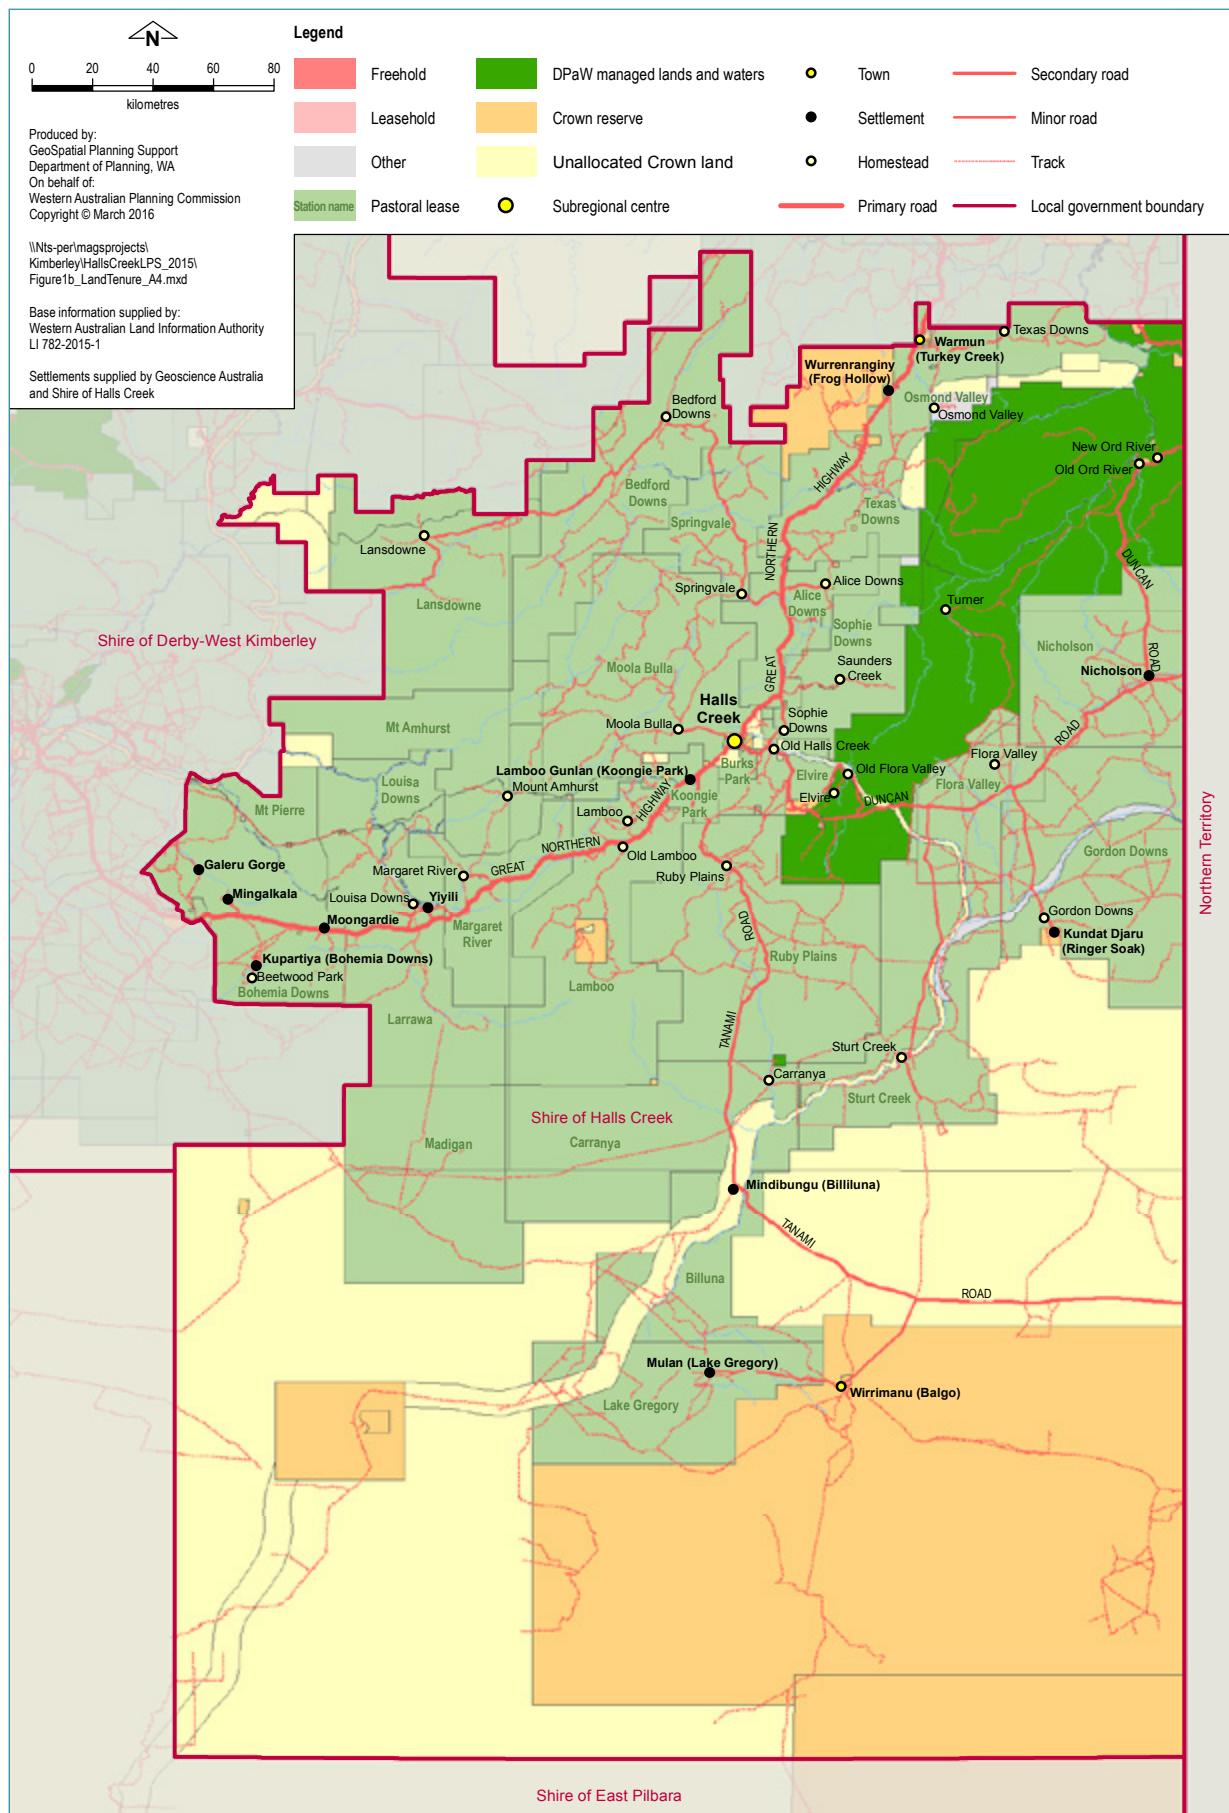 N
0 20 40 60 80
kilometres
Produced by:
GeoSpatial Planning Support
Department of Planning, WA
On behalf of:
Western Australian Planning Commission
Copyright © March 2016
\\Nts-per\magsprojects\
Kimberley\HallsCreekLPS_2015\
Figure1b_LandTenure_A4.mxd
Base information supplied by:
Western Australian Land Information Authority
LI 782-2015-1
Settlements supplied by Geoscience Australia
and Shire of Halls Creek
Legend
Freehold
Leasehold
Other
Station name
Pastoral lease
DPaW managed lands and waters
Crown reserve
Unallocated Crown land
Subregional centre
Town
Settlement
Homestead
Primary road
Secondary road
Minor road
Track
Local government boundary
Texas Downs
Warmun
(Turkey Creek)
Wurrenranginy
(Frog Hollow)
Osmond Valley
Osmond Valley
Bedford
Downs
New Ord River
Old Ord River
HIGHWAY
Bedford
Downs
Texas
Downs
Springvale
NORTHERN
Lansdowne
DUNCAN
Springvale
Alice Downs
Alice
Downs
Lansdowne
Turner
Sophie
Downs
Shire of Derby-West Kimberley
Nicholson
ROAD
Moola Bulla
GREAT
Saunders
Creek
Nicholson
Halls
Creek
Mt Amhurst
Moola Bulla
Sophie
Downs
ROAD
Old Halls Creek
Flora Valley
Burks
Park
Lamboo Gunlan (Koongie Park)
Elvire
Old Flora Valley
Flora Valley
Louisa
Downs
Mount Amhurst
Koongie
Park
Elvire
DUNCAN
Mt Pierre
HIGHWAY
Lamboo
NORTHERN
Old Lamboo
Gordon Downs
Galeru Gorge
Margaret River
GREAT
Ruby Plains
Mingalkala
Louisa Downs
Yiyili
Moongardie
Margaret
River
ROAD
Gordon Downs
Kundat Djaru
(Ringer Soak)
Kupartiya (Bohemia Downs)
Beetwood Park
Bohemia Downs
Ruby Plains
Lamboo
Larrawa
TANAMI
Sturt Creek
Carranya
Sturt Creek
Shire of Halls Creek
Madigan
Carranya
Mindibungu (Billiluna)
TANAMI
Billuna
ROAD
Mulan (Lake Gregory)
Wirrimanu (Balgo)
Lake Gregory
Northern Territory
Shire of East Pilbara